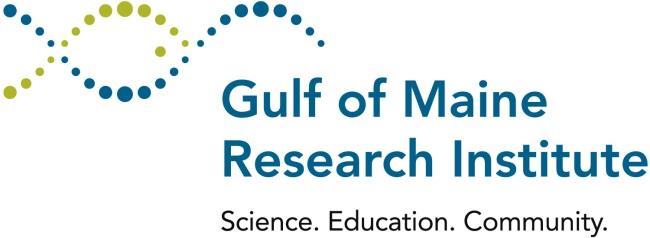 Gulf of Maine
Research Institute
Science. Education. Community.